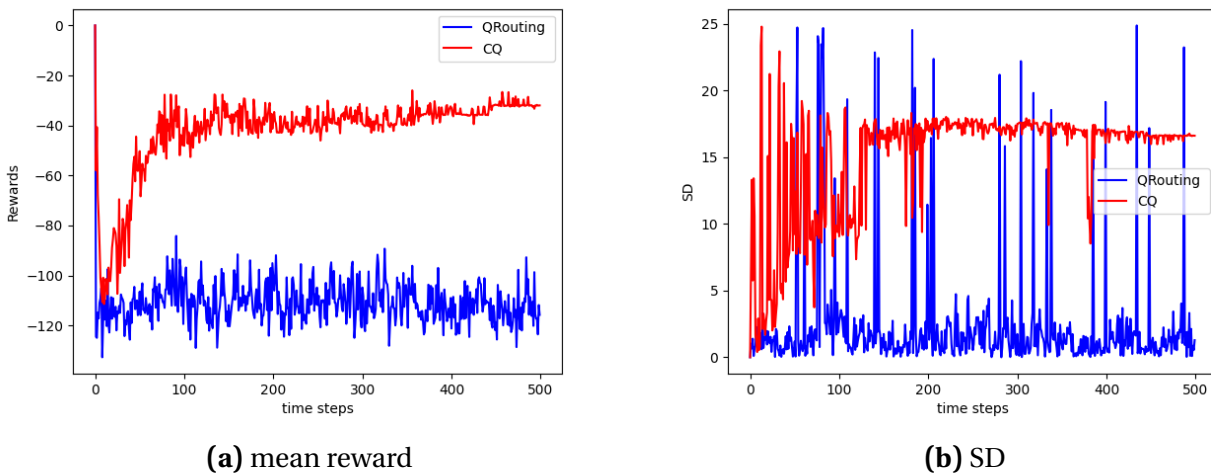 0
−20
−40
−60
−80
−100
−120
Rewards
QRouting
CQ
0 100 200 300 400 500
time steps
(a) mean reward
25
20
15
10
5
0
SD
QRouting
CQ
0 100 200 300 400 500
time steps
(b) SD